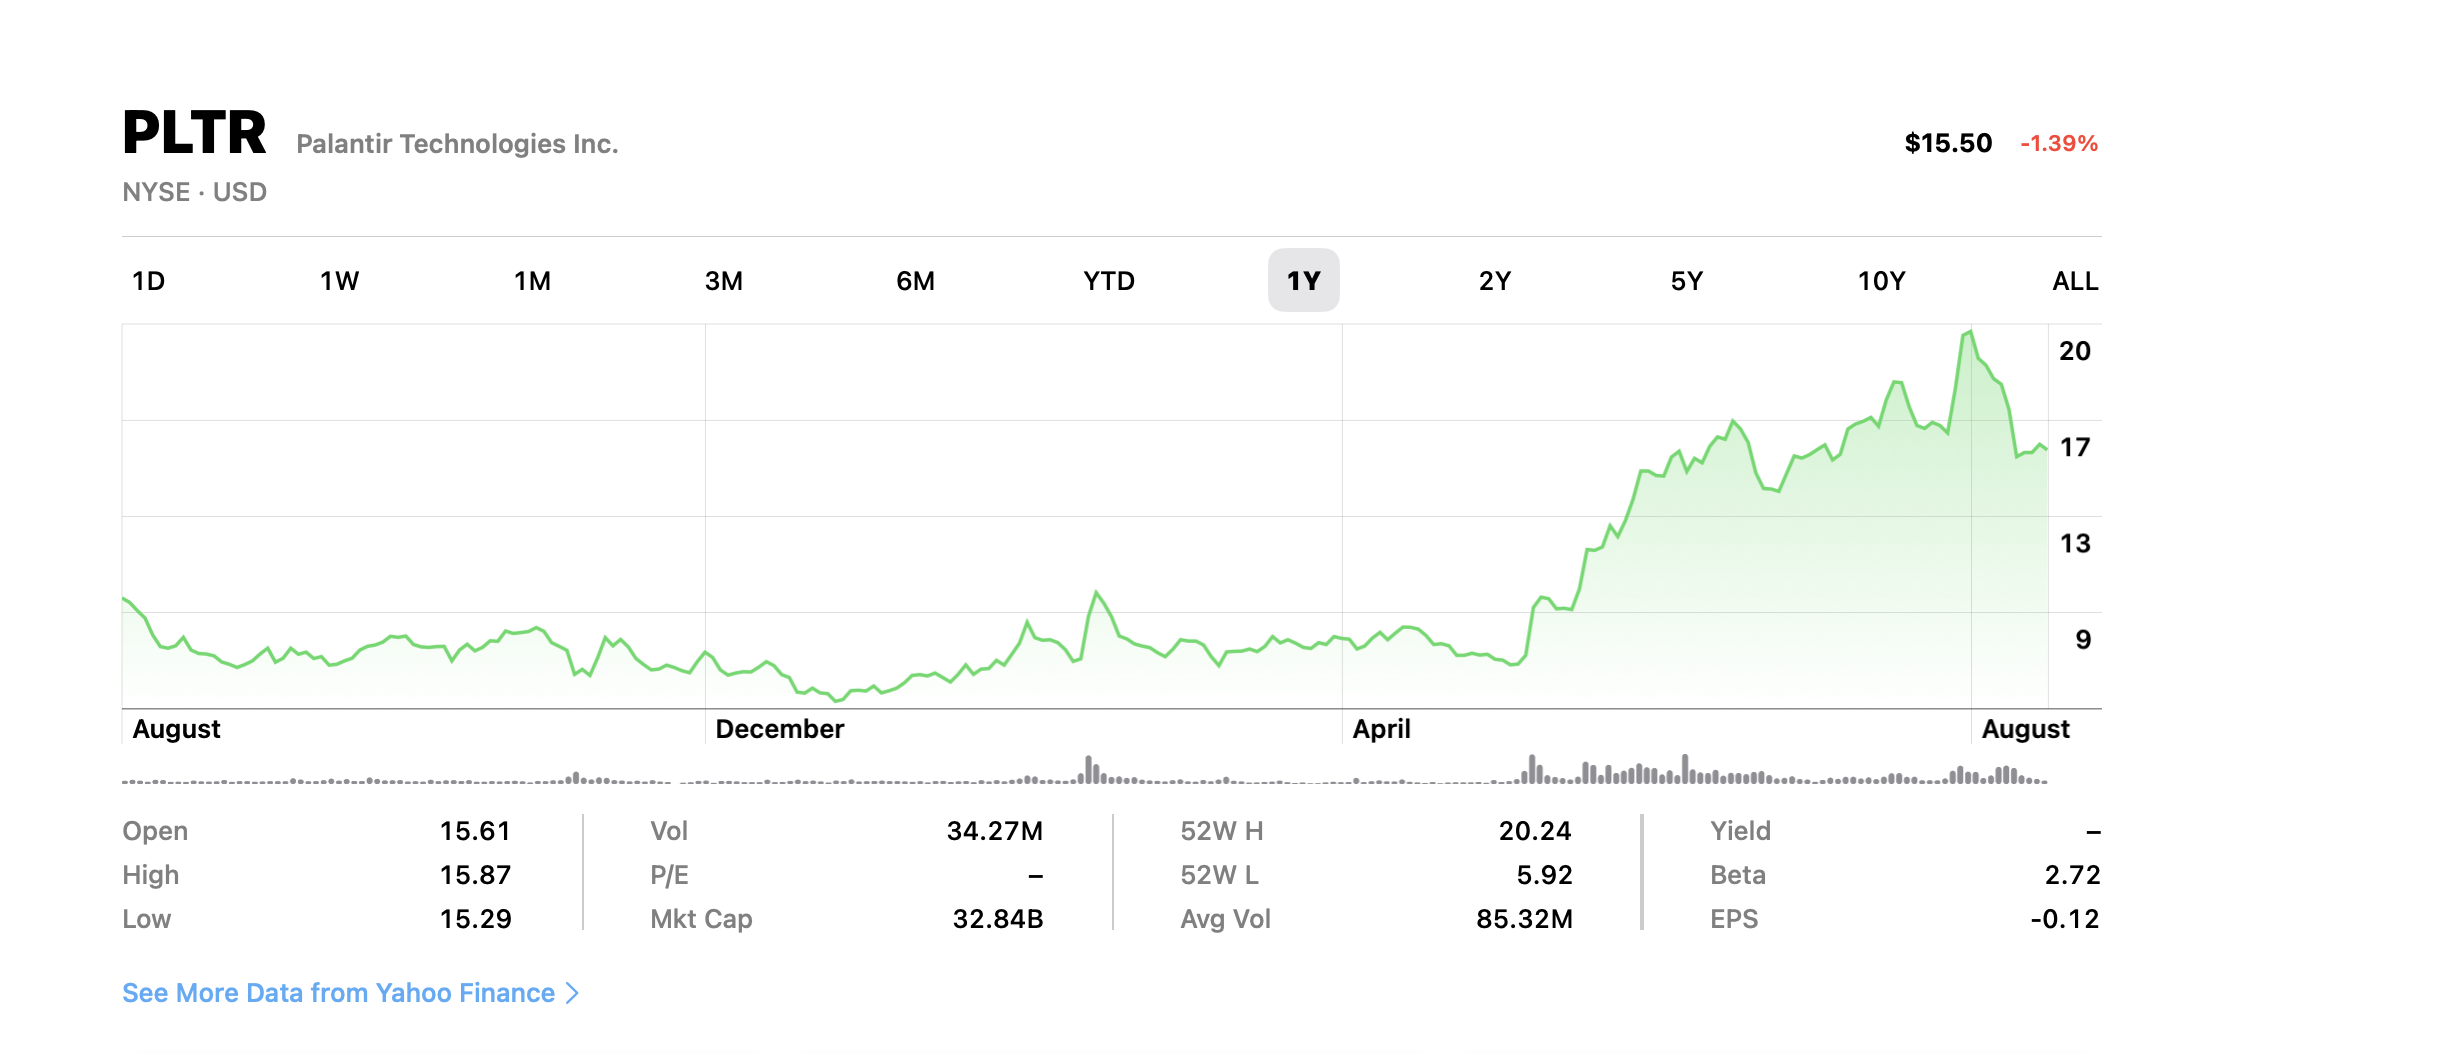 PLTR Palantir Technologies Inc. $15.50 -1.39%
NYSE · USD
1D 1W 1M 3M 6M YTD 1Y 2Y 5Y 10Y ALL
20
17
13
9
August December April August
Open 15.61 Vol 34.27M 52W H 20.24 Yield –
High 15.87 P/E – 52W L 5.92 Beta 2.72
Low 15.29 Mkt Cap 32.84B Avg Vol 85.32M EPS -0.12
See More Data from Yahoo Finance >